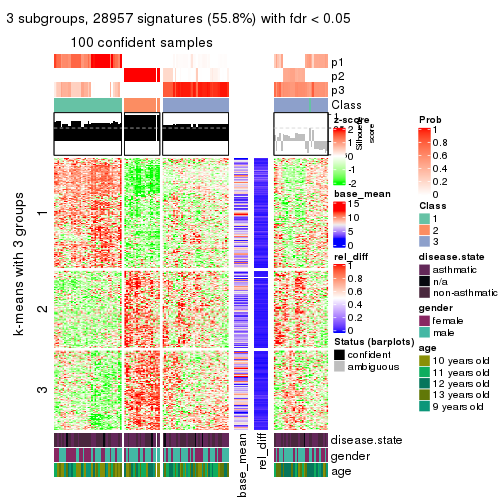 3 subgroups, 28957 signatures (55.8%) with fdr < 0.05
100 confident samples
p1
p2
p3
Class
z-score
2
1
0
-1
-2
Silhouette
score
k-means with 3 groups
1
2
3
base_mean
15
10
5
0
rel_diff
1
0.8
0.6
0.4
0.2
0
Status (barplots)
confident
ambiguous
Prob
1
0.8
0.6
0.4
0.2
0
Class
1
2
3
disease.state
asthmatic
n/a
non-asthmatic
gender
female
male
age
10 years old
11 years old
12 years old
13 years old
9 years old
disease.state
gender
age
base_mean
rel_diff